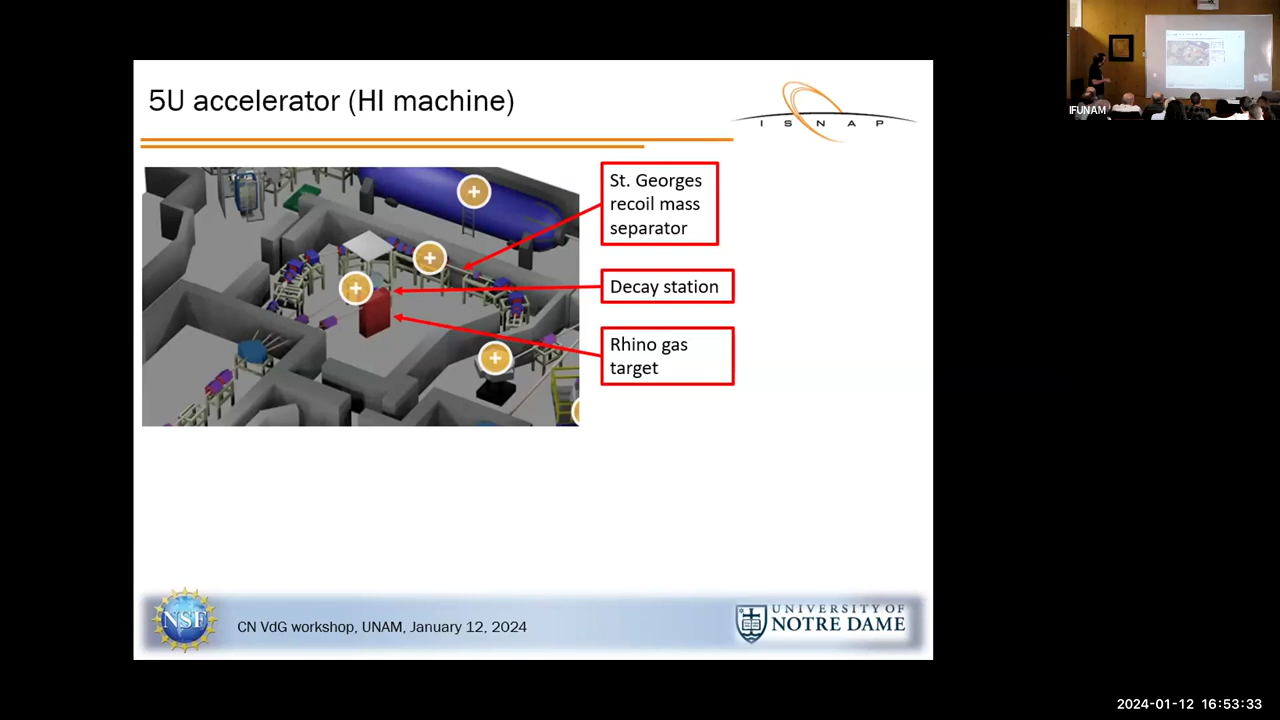 5U accelerator (HI machine)
ISNAP
St. Georges
recoil mass
separator
Decay station
Rhino gas
target
NSF
CN VdG workshop, UNAM, January 12, 2024
UNIVERSITY OF
NOTRE DAME
IFUNAM
2024-01-12 16:53:33